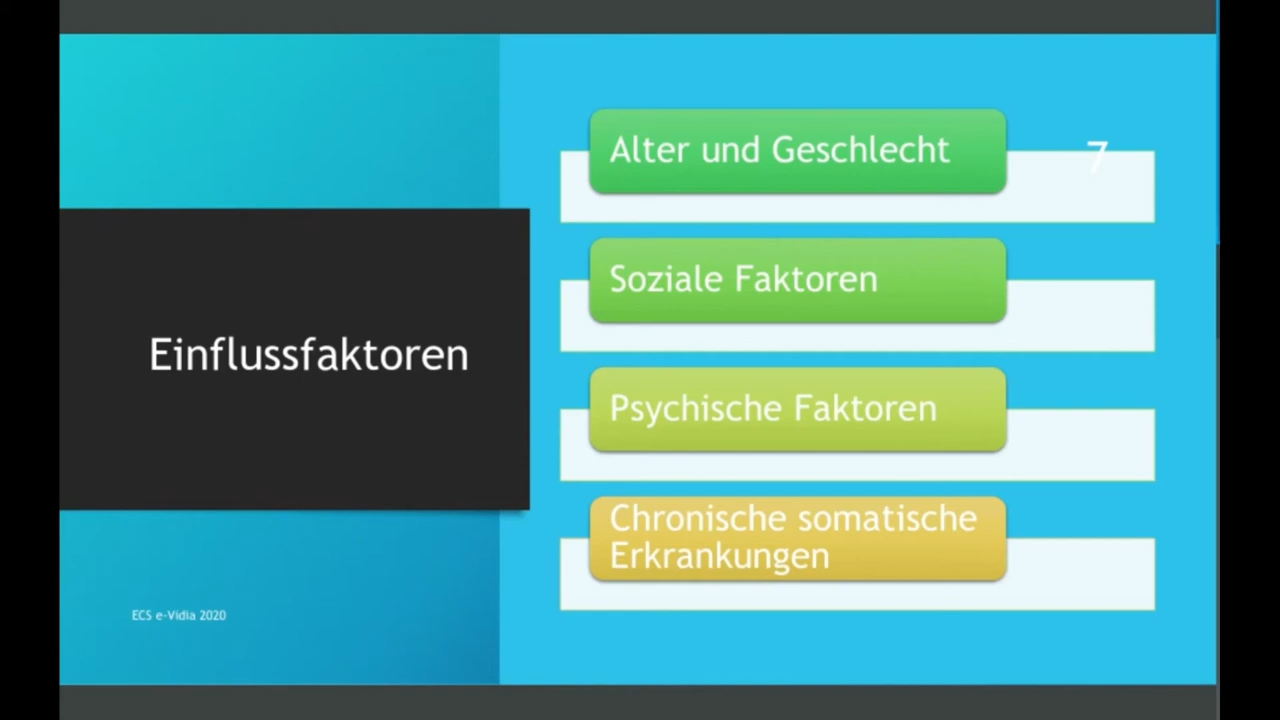 Einflussfaktoren
Alter und Geschlecht
7
Soziale Faktoren
Psychische Faktoren
Chronische somatische
Erkrankungen
ECS e-Vidia 2020